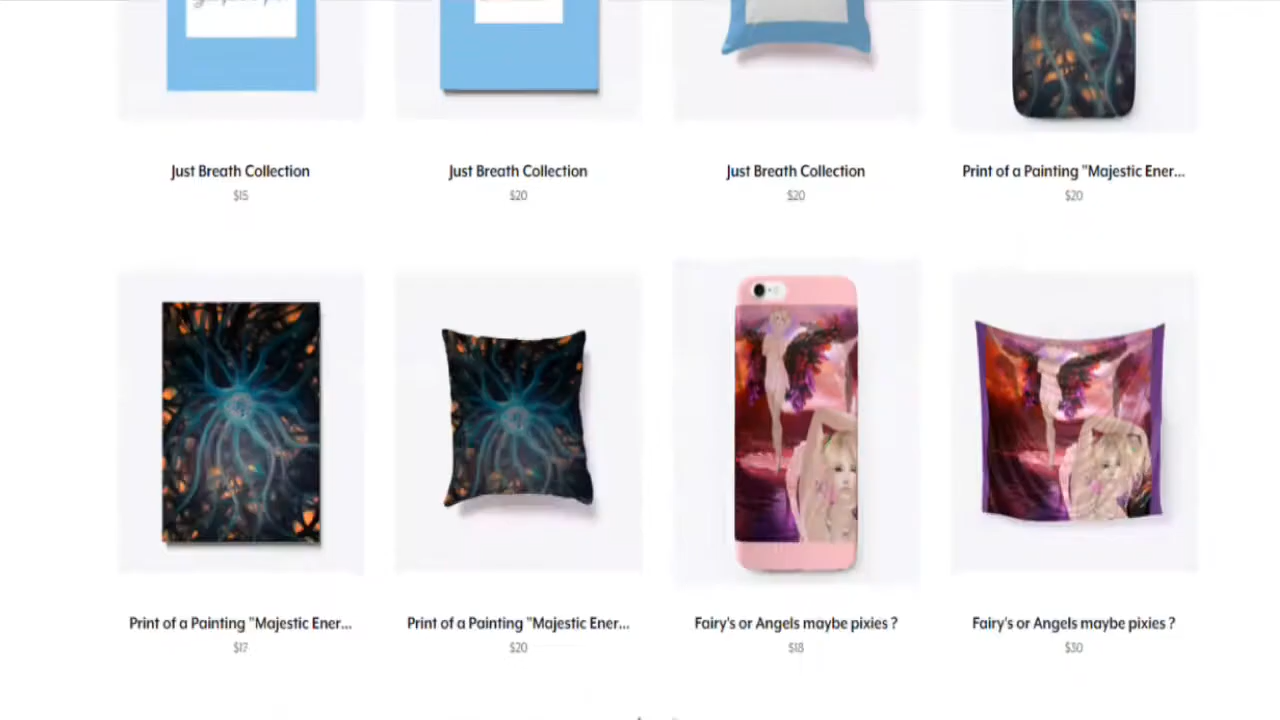 Just Breath Collection
$15
Just Breath Collection
$20
Just Breath Collection
$20
Print of a Painting "Majestic Ener...
$20
Print of a Painting "Majestic Ener...
$17
Print of a Painting "Majestic Ener...
$20
Fairy's or Angels maybe pixies ?
$18
Fairy's or Angels maybe pixies ?
$30